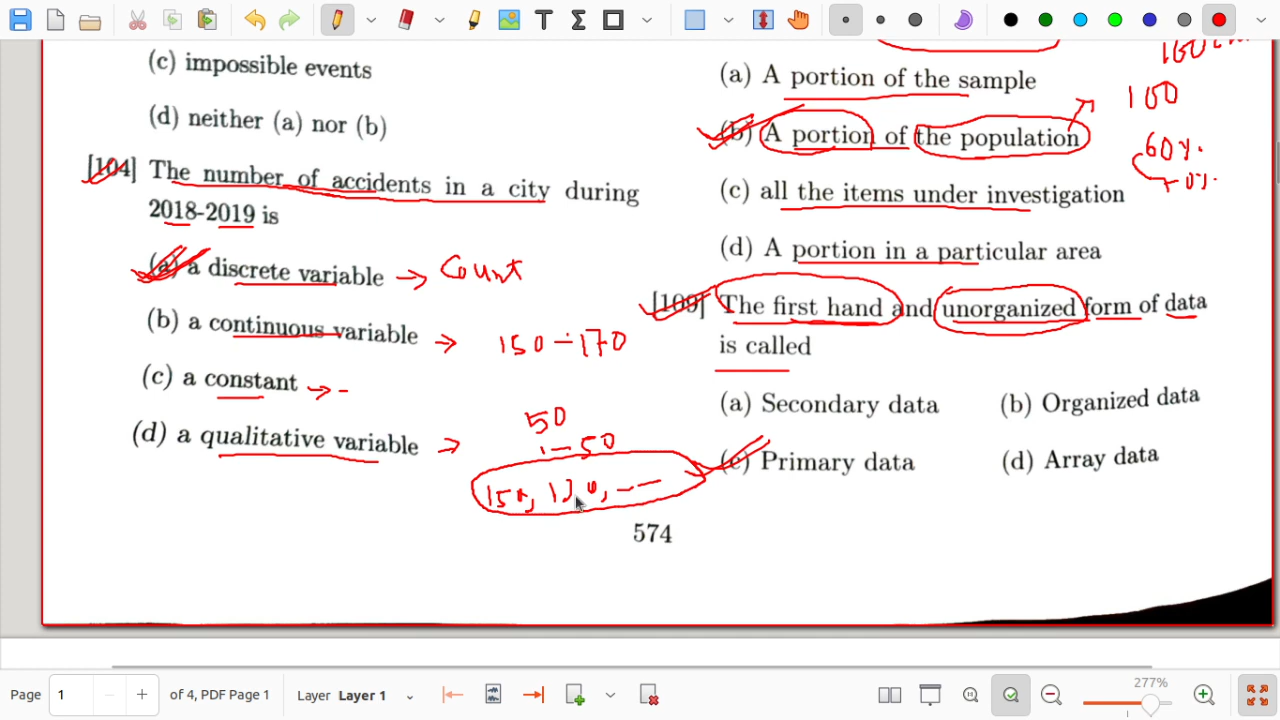 (c) impossible events
(d) neither (a) nor (b)
[104] The number of accidents in a city during
2018-2019 is
(a) a discrete variable → Count
(b) a continuous variable → 150 - 170
(c) a constant → -
(d) a qualitative variable →
50
1 - 50
150, 170, - -
(a) A portion of the sample
100
(b) A portion of the population
60%.
(c) all the items under investigation
(d) A portion in a particular area
[109] The first hand and unorganized form of data
is called
(a) Secondary data (b) Organized data
(c) Primary data (d) Array data
574
Page 1 of 4, PDF Page 1 Layer Layer 1 277%